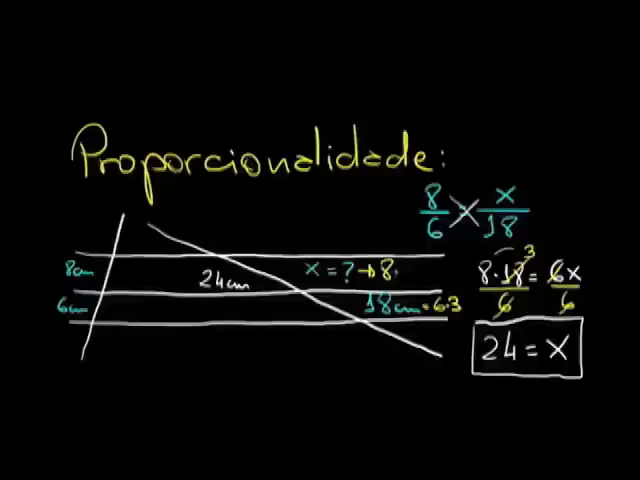 Proporcionalidade:
8/6 X x/18
8cm 24cm x = ? → 8·
6cm 18cm = 6·3
8·18/6 = 6x/6
3
24 = x